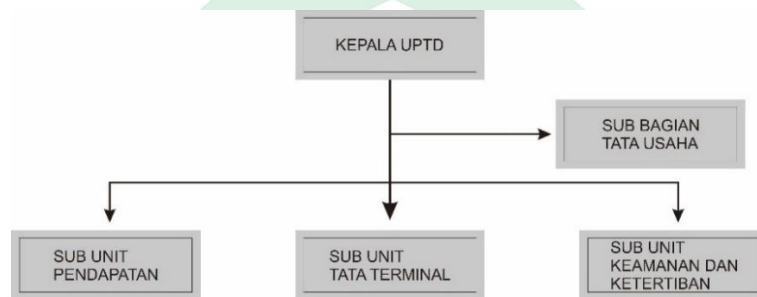 KEPALA UPTD
SUB BAGIAN
TATA USAHA
SUB UNIT
PENDAPATAN
SUB UNIT
TATA TERMINAL
SUB UNIT
KEAMANAN DAN
KETERTIBAN